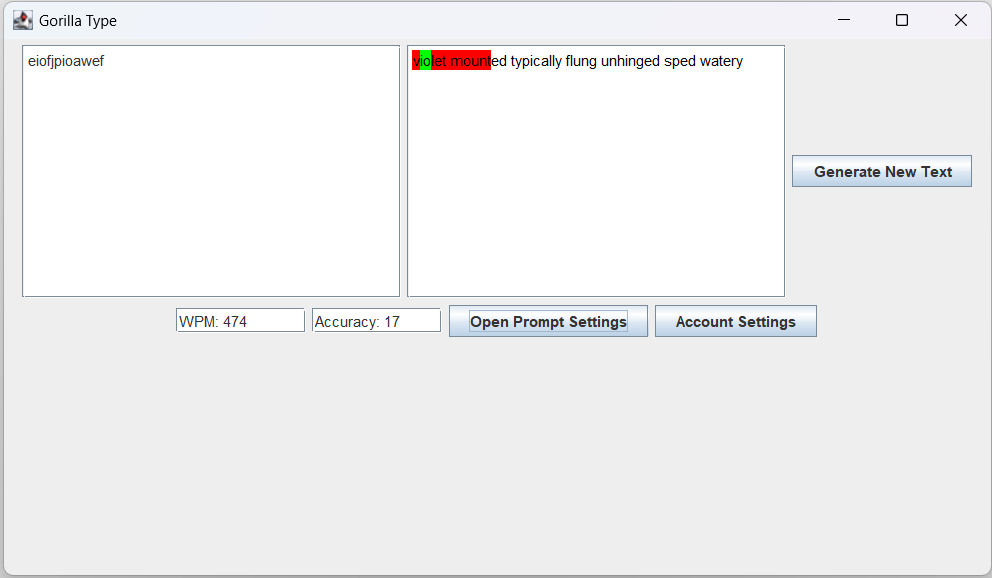 Gorilla Type
eiofjpioawef
violet mounted typically flung unhinged sped watery
Generate New Text
WPM: 474
Accuracy: 17
Open Prompt Settings
Account Settings